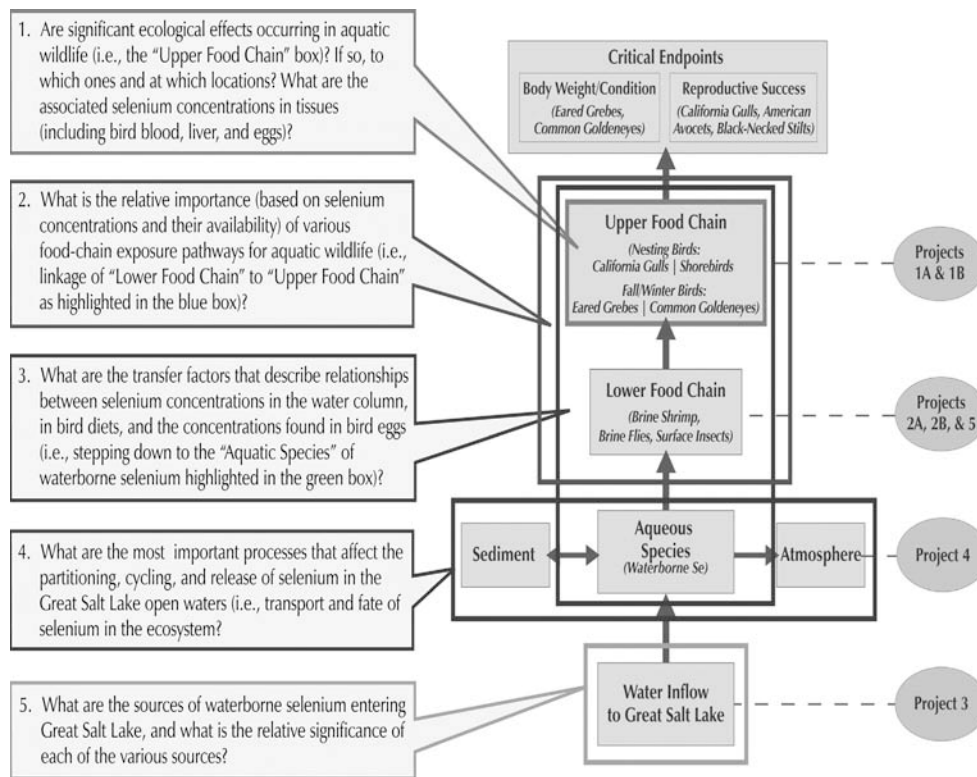 1. Are significant ecological effects occurring in aquatic
wildlife (i.e., the “Upper Food Chain” box)? If so, to
which ones and at which locations? What are the
associated selenium concentrations in tissues
(including bird blood, liver, and eggs)?
2. What is the relative importance (based on selenium
concentrations and their availability) of various
food-chain exposure pathways for aquatic wildlife (i.e.,
linkage of “Lower Food Chain” to “Upper Food Chain”
as highlighted in the blue box)?
3. What are the transfer factors that describe relationships
between selenium concentrations in the water column,
in bird diets, and the concentrations found in bird eggs
(i.e., stepping down to the “Aquatic Species” of
waterborne selenium highlighted in the green box)?
4. What are the most important processes that affect the
partitioning, cycling, and release of selenium in the
Great Salt Lake open waters (i.e., transport and fate of
selenium in the ecosystem?
5. What are the sources of waterborne selenium entering
Great Salt Lake, and what is the relative significance of
each of the various sources?
Critical Endpoints
Body Weight/Condition
(Eared Grebes,
Common Goldeneyes)
Reproductive Success
(California Gulls, American
Avocets, Black-Necked Stilts)
Upper Food Chain
(Nesting Birds:
California Gulls | Shorebirds
Fall/Winter Birds:
Eared Grebes | Common Goldeneyes)
Projects
1A & 1B
Lower Food Chain
(Brine Shrimp,
Brine Flies, Surface Insects)
Projects
2A, 2B, & 5
Sediment
Aqueous
Species
(Waterborne Se)
Atmosphere
Project 4
Water Inflow
to Great Salt Lake
Project 3